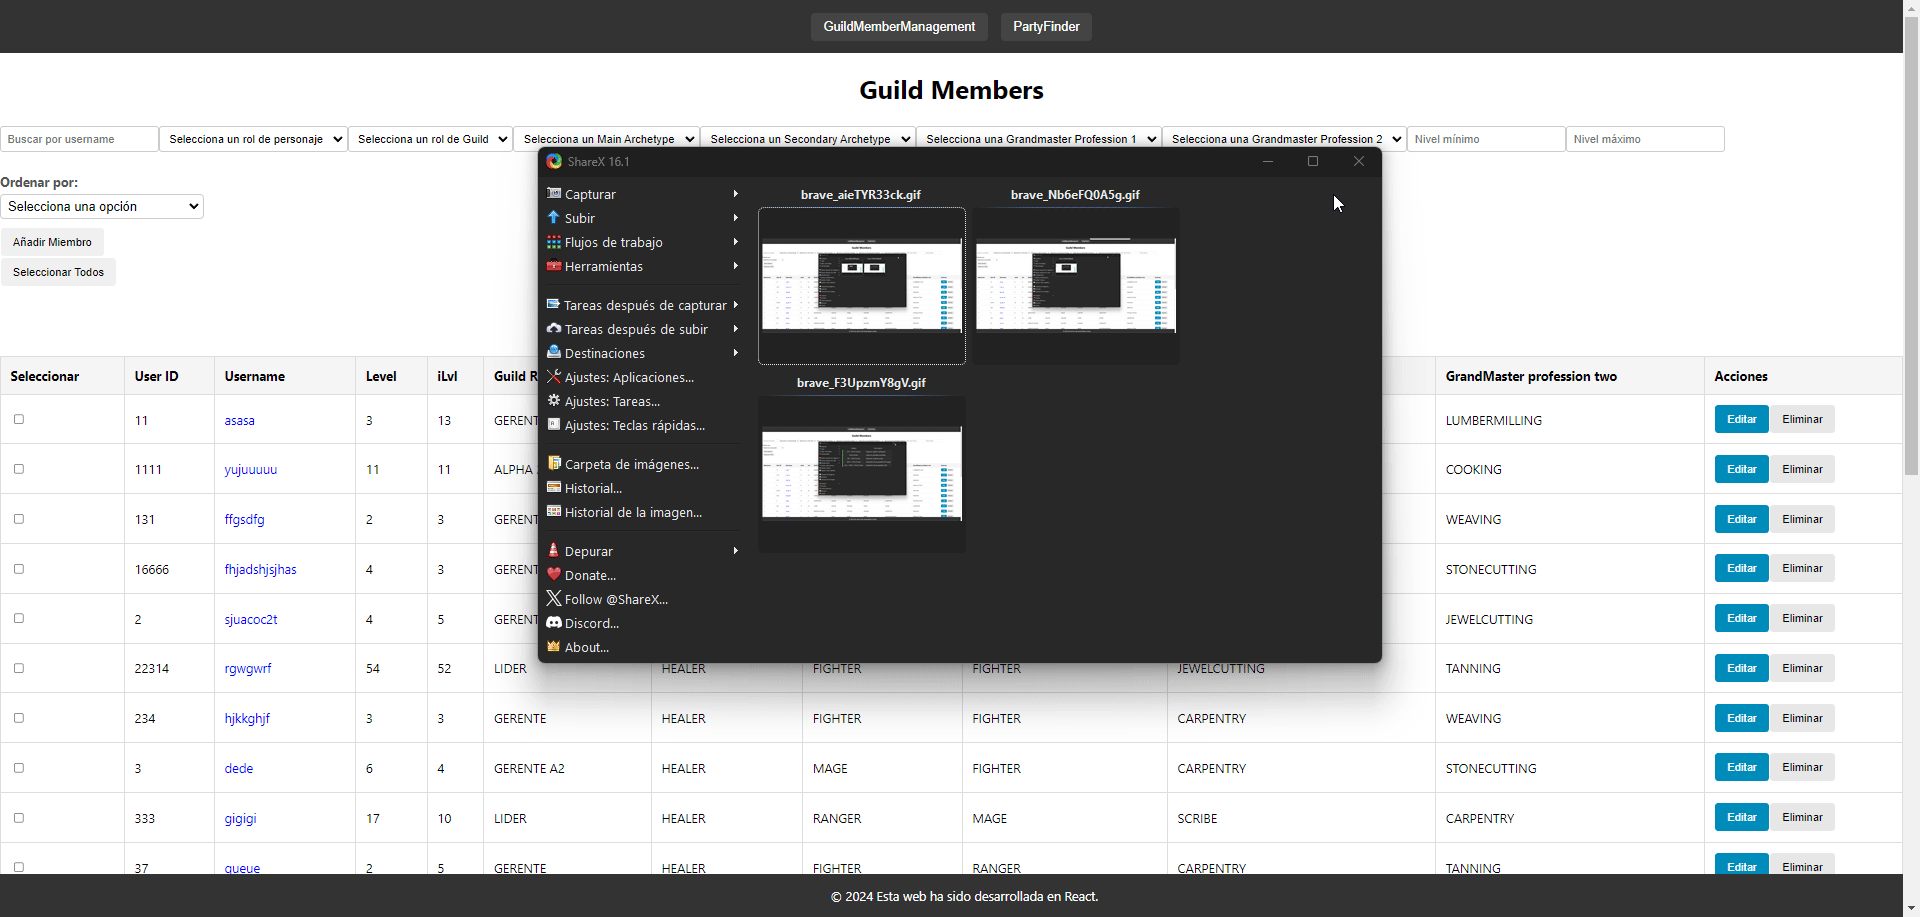 GuildMemberManagement PartyFinder
Guild Members
Buscar por username Selecciona un rol de personaje Selecciona un rol de Guild Selecciona un Main Archetype Selecciona un Secondary Archetype Selecciona una Grandmaster Profession 1 Selecciona una Grandmaster Profession 2 Nivel mínimo Nivel máximo
Ordenar por:
Selecciona una opción
Añadir Miembro
Seleccionar Todos
ShareX 16.1
Capturar
Subir
Flujos de trabajo
Herramientas
Tareas después de capturar
Tareas después de subir
Destinaciones
Ajustes: Aplicaciones...
Ajustes: Tareas...
Ajustes: Teclas rápidas...
Carpeta de imágenes...
Historial...
Historial de la imagen...
Depurar
Donate...
Follow @ShareX...
Discord...
About...
brave_aieTYR33ck.gif brave_Nb6eFQ0A5g.gif
brave_F3UpzmY8gV.gif
Seleccionar User ID Username Level iLvl Guild R GrandMaster profession two Acciones
11 asasa 3 13 GERENT LUMBERMILLING Editar Eliminar
1111 yujuuuuu 11 11 ALPHA COOKING Editar Eliminar
131 ffgsdfg 2 3 GERENT WEAVING Editar Eliminar
16666 fhjadshjsjhas 4 3 GERENT STONECUTTING Editar Eliminar
2 sjuacoc2t 4 5 GERENT JEWELCUTTING Editar Eliminar
22314 rgwgwrf 54 52 LIDER HEALER FIGHTER FIGHTER JEWELCUTTING TANNING Editar Eliminar
234 hjkkghjf 3 3 GERENTE HEALER FIGHTER FIGHTER CARPENTRY WEAVING Editar Eliminar
3 dede 6 4 GERENTE A2 HEALER MAGE FIGHTER CARPENTRY STONECUTTING Editar Eliminar
333 gigigi 17 10 LIDER HEALER RANGER MAGE SCRIBE CARPENTRY Editar Eliminar
37 queue 2 5 GERENTE HEALER FIGHTER RANGER CARPENTRY TANNING Editar Eliminar
© 2024 Esta web ha sido desarrollada en React.